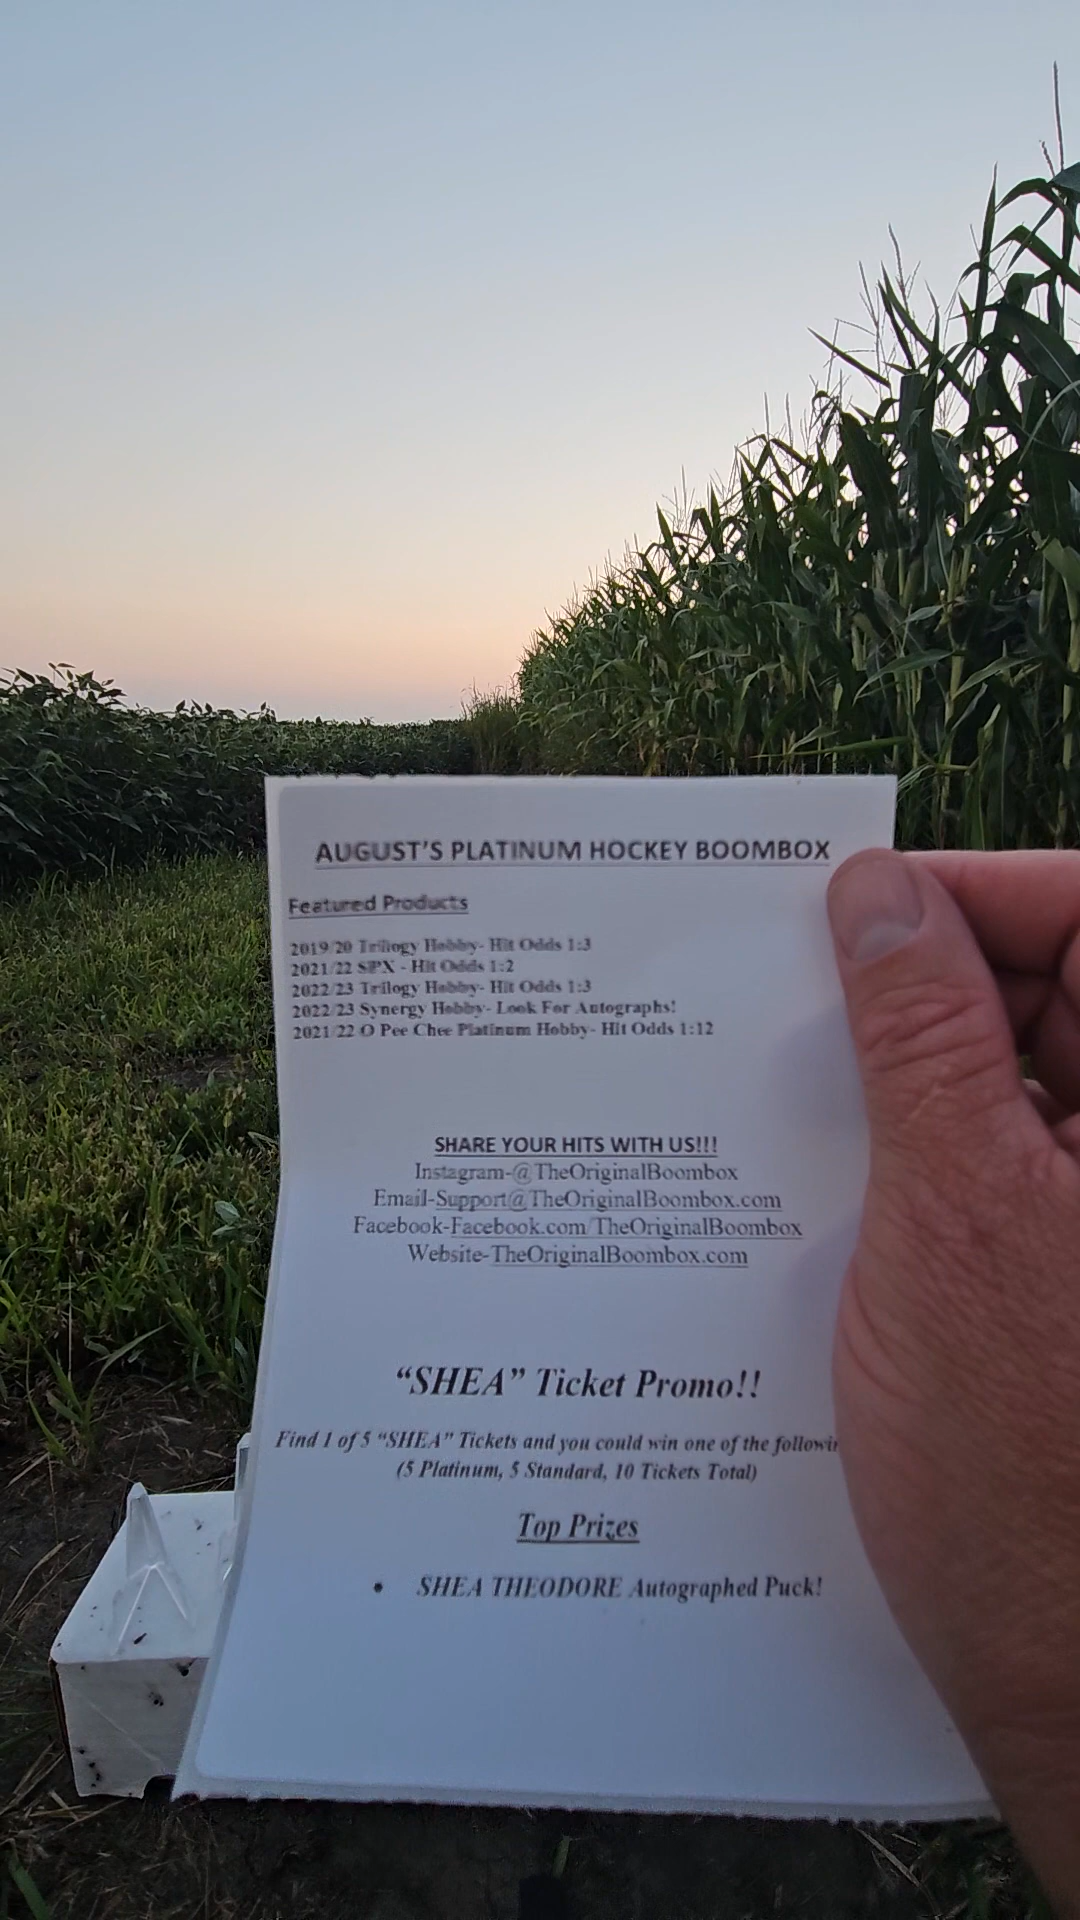 AUGUST'S PLATINUM HOCKEY BOOMBOX
Featured Products
2019/20 Trilogy Hobby- Hit Odds 1:3
2021/22 SPX - Hit Odds 1:2
2022/23 Trilogy Hobby- Hit Odds 1:3
2022/23 Synergy Hobby- Look For Autographs!
2021/22 O Pee Chee Platinum Hobby- Hit Odds 1:12
SHARE YOUR HITS WITH US!!!
Instagram-@TheOriginalBoombox
Email-Support@TheOriginalBoombox.com
Facebook-Facebook.com/TheOriginalBoombox
Website-TheOriginalBoombox.com
“SHEA” Ticket Promo!!
Find 1 of 5 “SHEA” Tickets and you could win one of the followin
(5 Platinum, 5 Standard, 10 Tickets Total)
Top Prizes
• SHEA THEODORE Autographed Puck!